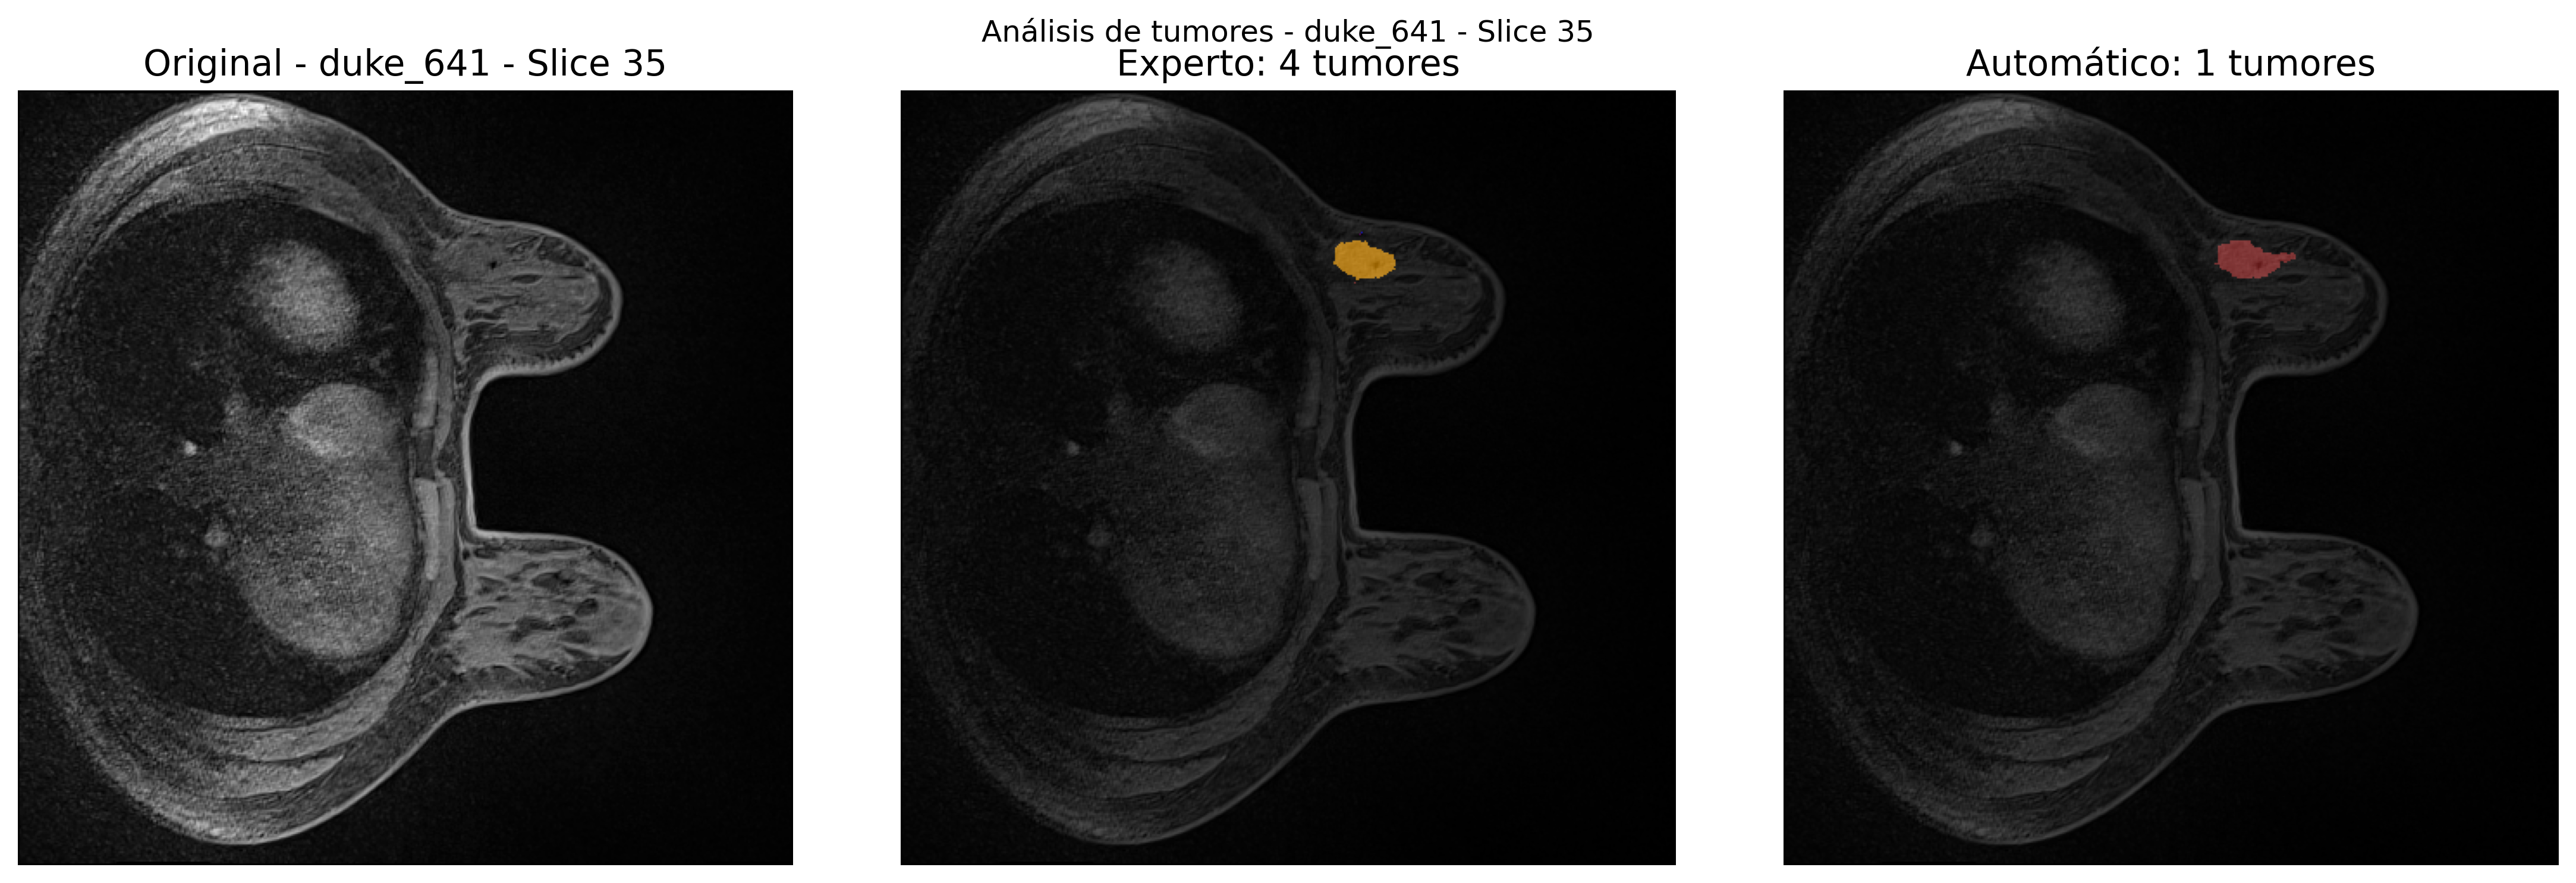 Análisis de tumores - duke_641 - Slice 35
Original - duke_641 - Slice 35
Experto: 4 tumores
Automático: 1 tumores